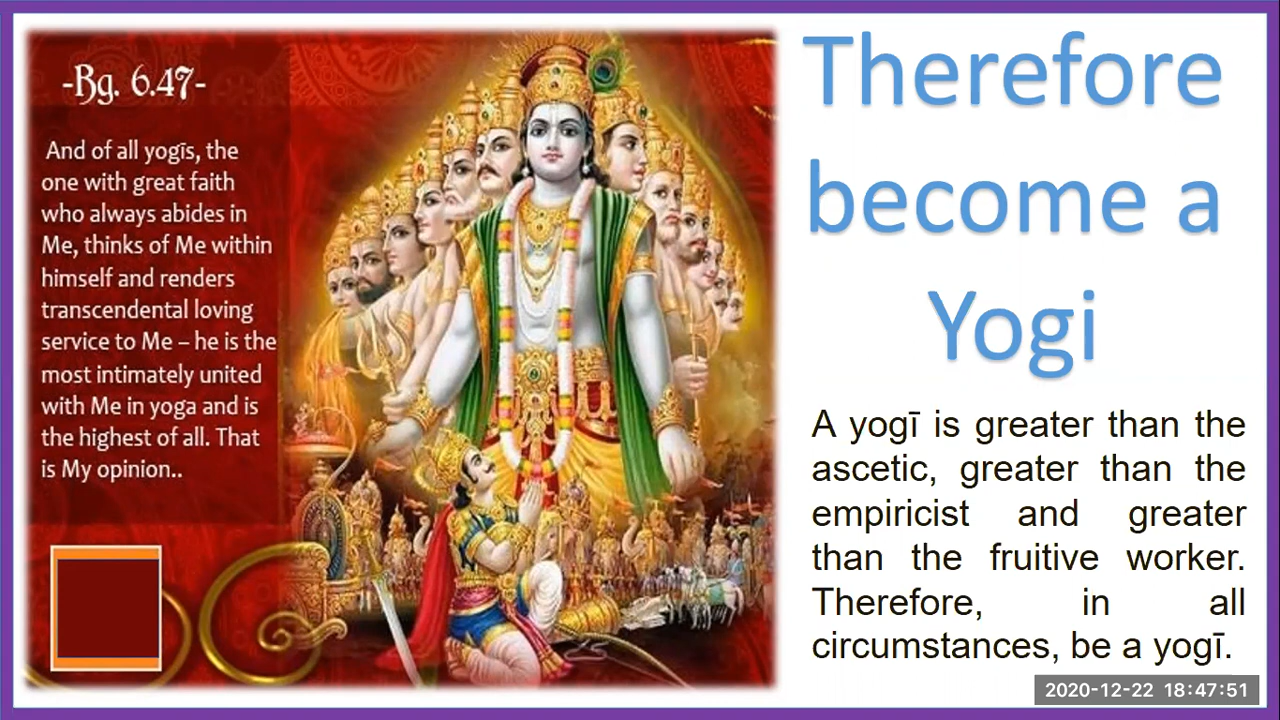 -Bg. 6.47-
And of all yogīs, the
one with great faith
who always abides in
Me, thinks of Me within
himself and renders
transcendental loving
service to Me – he is the
most intimately united
with Me in yoga and is
the highest of all. That
is My opinion..
Therefore
become a
Yogi
A yogī is greater than the
ascetic, greater than the
empiricist and greater
than the fruitive worker.
Therefore, in all
circumstances, be a yogī.
2020-12-22 18:47:51